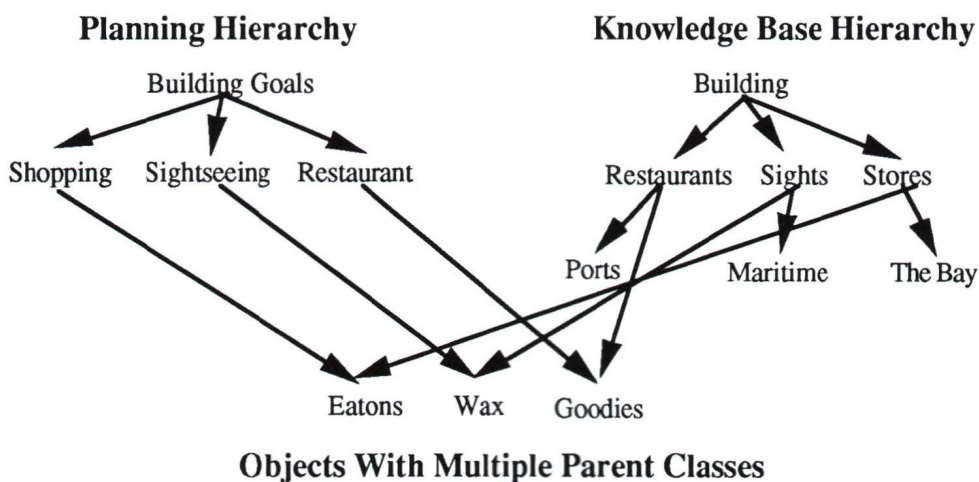 Planning Hierarchy Knowledge Base Hierarchy
Building Goals Building
Shopping Sightseeing Restaurant Restaurants Sights Stores
Ports Maritime The Bay
Eatons Wax Goodies
Objects With Multiple Parent Classes